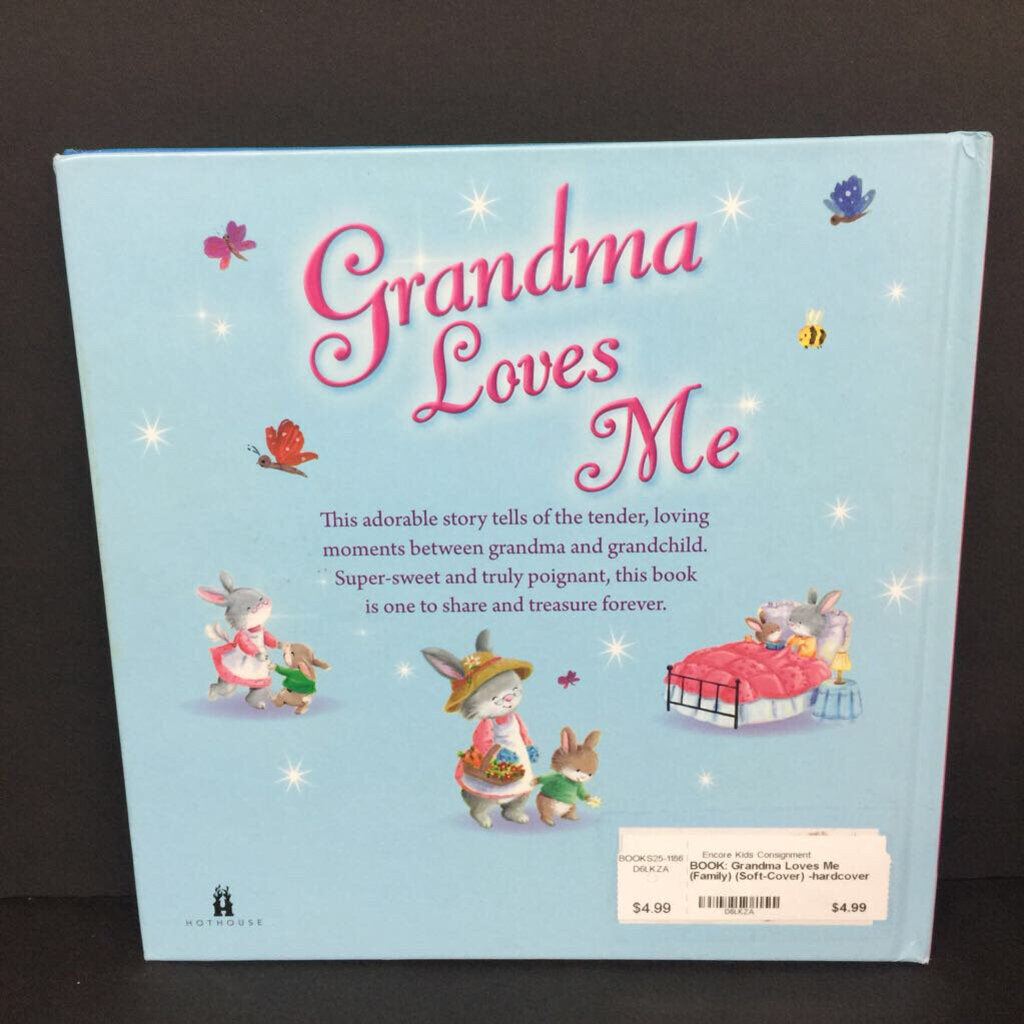 Grandma
Loves
Me
This adorable story tells of the tender, loving
moments between grandma and grandchild.
Super-sweet and truly poignant, this book
is one to share and treasure forever.
HOTHOUSE
BOOKS25-1186
D6LKZA
$4.99
Encore Kids Consignment
BOOK: Grandma Loves Me
(Family) (Soft-Cover) -hardcover
D6LKZA
$4.99